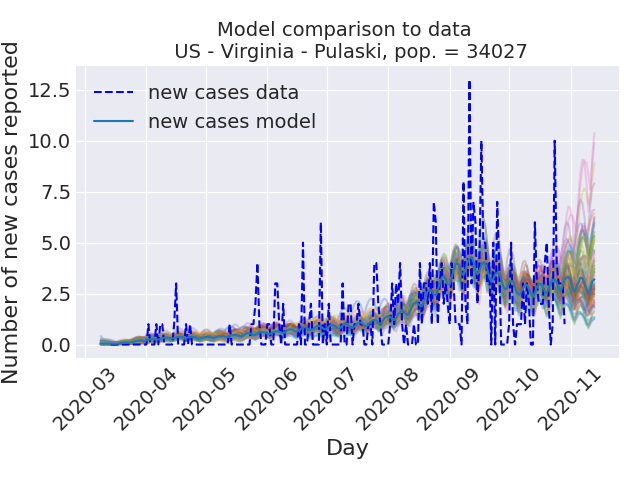 Model comparison to data
US - Virginia - Pulaski, pop. = 34027
Number of new cases reported
12.5
10.0
7.5
5.0
2.5
0.0
new cases data
new cases model
2020-03
2020-04
2020-05
2020-06
2020-07
2020-08
2020-09
2020-10
2020-11
Day